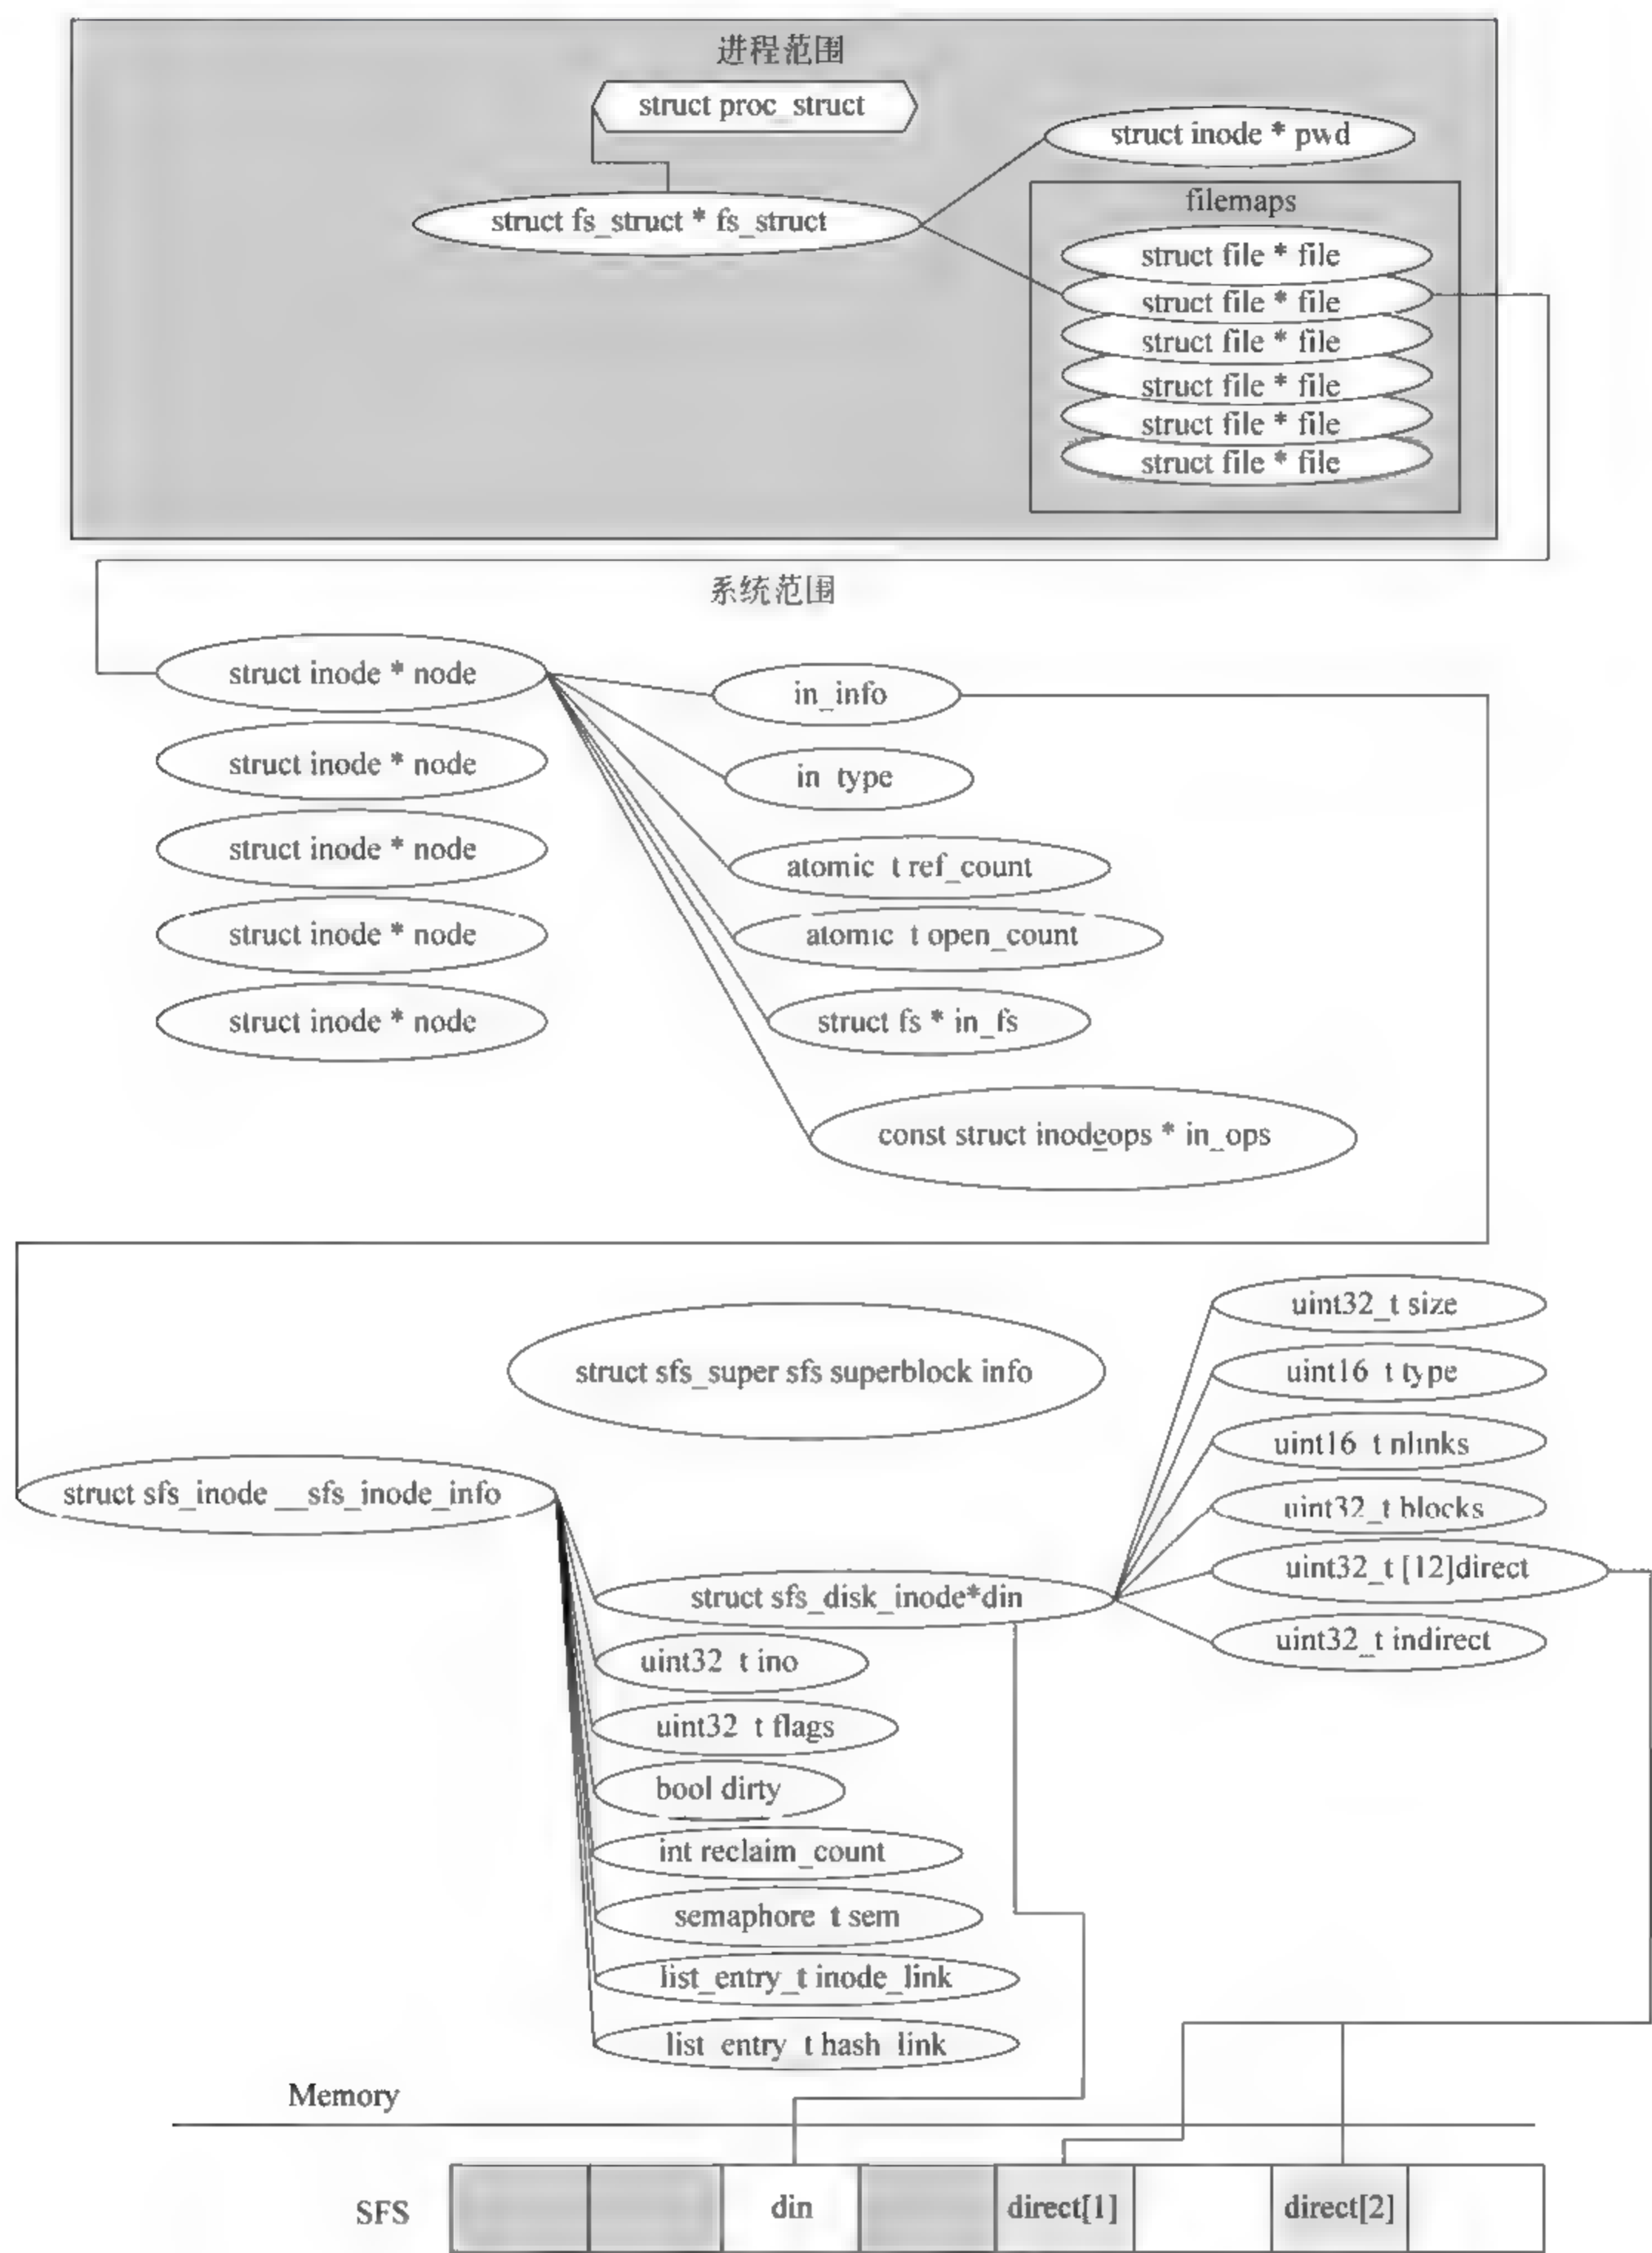 进程范围
struct proc_struct
struct inode * pwd
struct fs_struct * fs_struct
filemaps
struct file * file
struct file * file
struct file * file
struct file * file
struct file * file
struct file * file
系统范围
struct inode * node
struct inode * node
struct inode * node
struct inode * node
struct inode * node
in_info
in_type
atomic_t ref_count
atomic_t open_count
struct fs * in_fs
const struct inode_ops * in_ops
struct sfs_super sfs superblock info
struct sfs_inode __sfs_inode_info
uint32_t size
uint16_t type
uint16_t nlinks
uint32_t blocks
uint32_t [12]direct
uint32_t indirect
struct sfs_disk_inode*din
uint32_t ino
uint32_t flags
bool dirty
int reclaim_count
semaphore_t sem
list_entry_t inode_link
list_entry_t hash_link
Memory
SFS
din
direct[1]
direct[2]